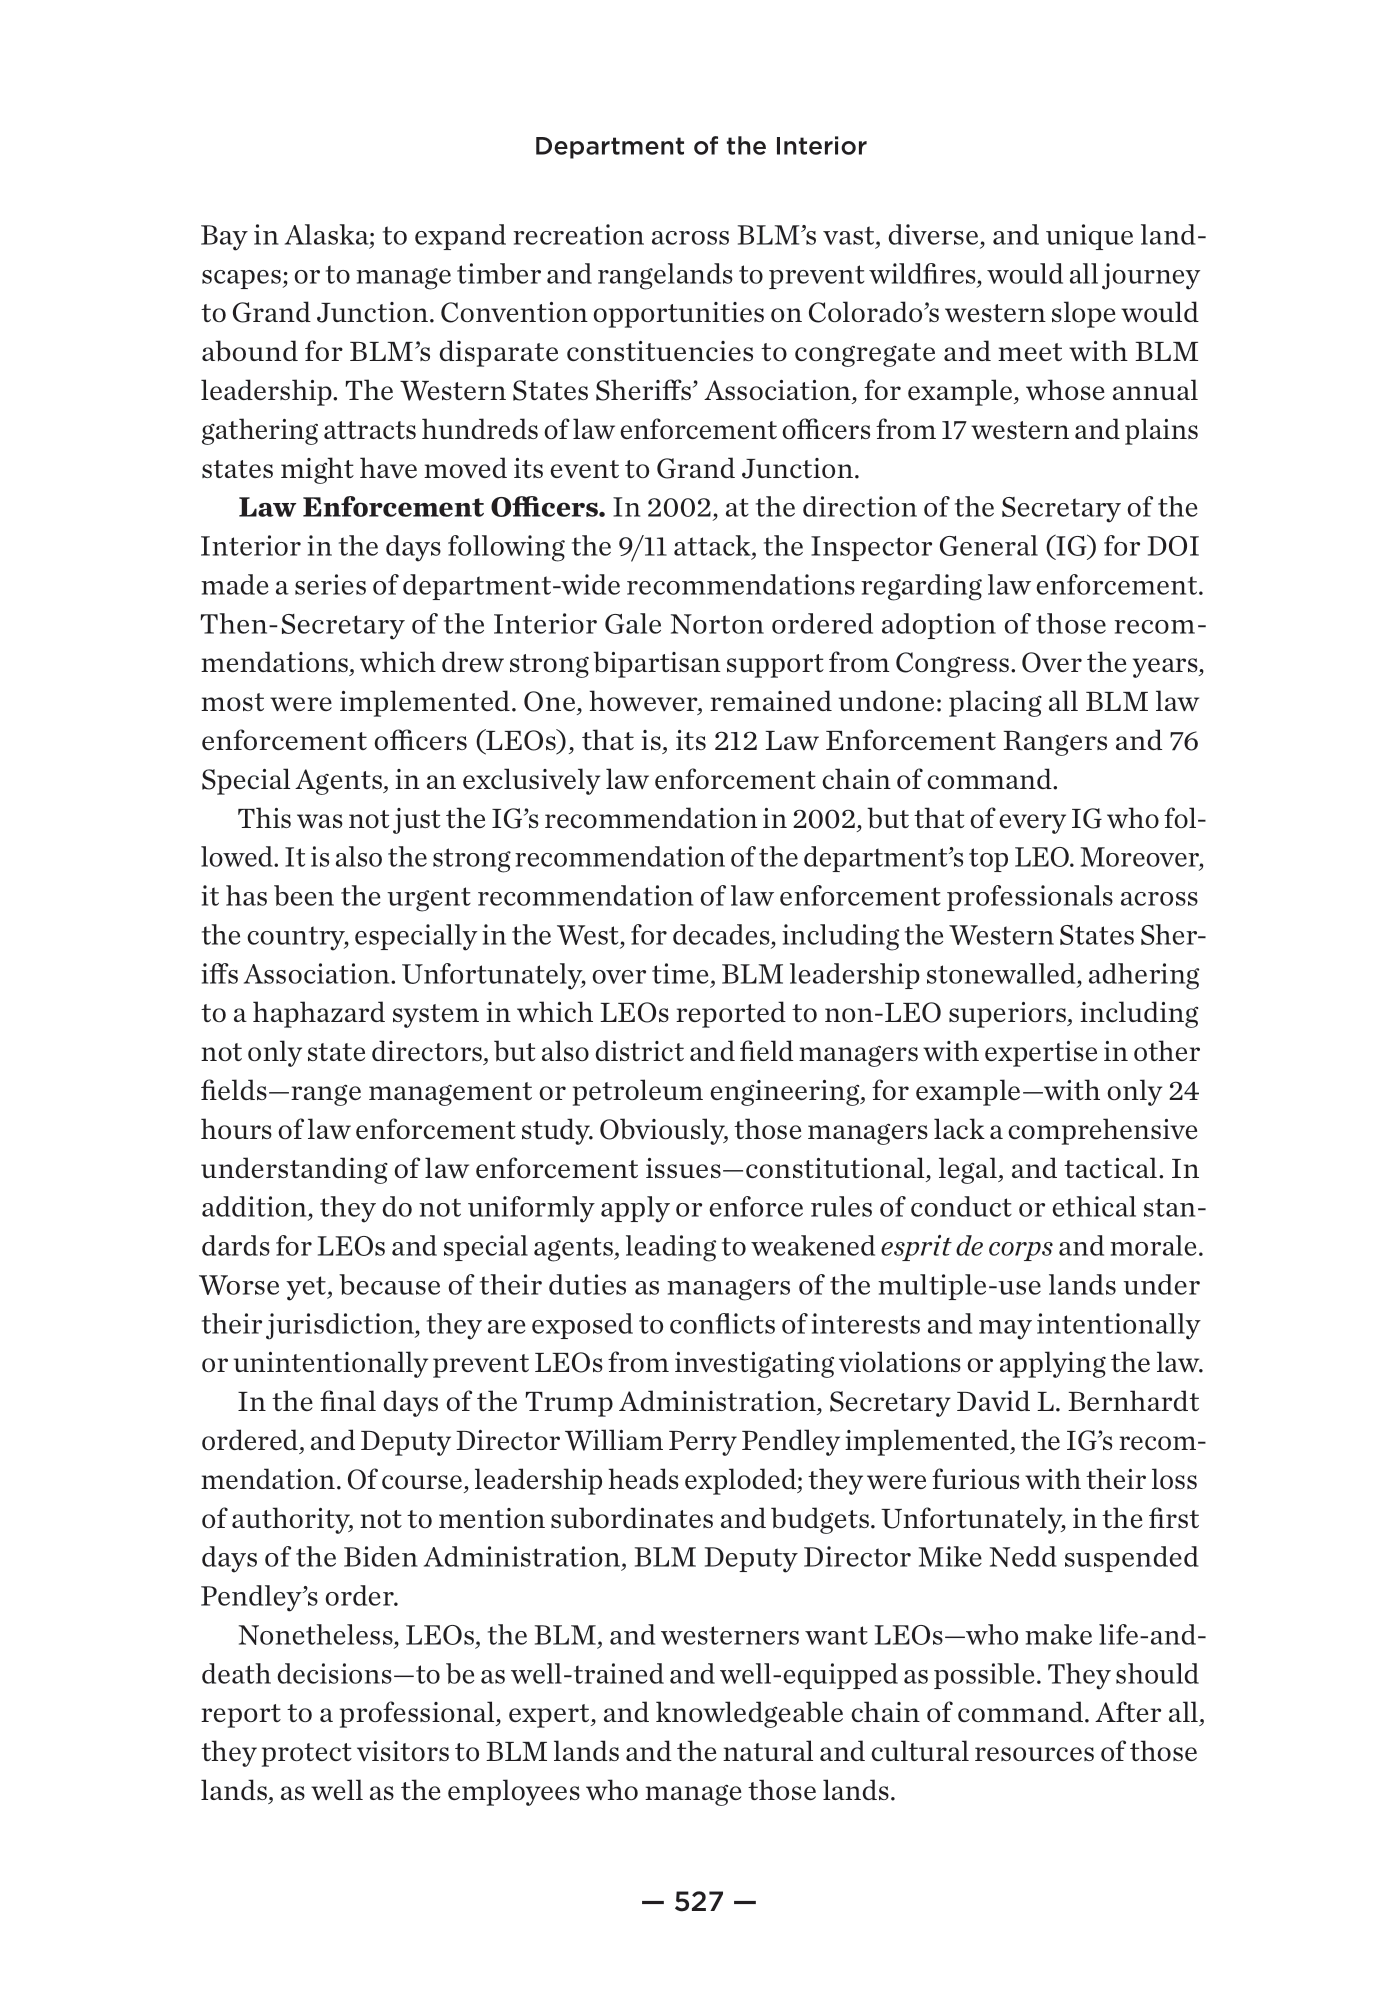 Department of the Interior
Bay in Alaska; to expand recreation across BLM’s vast, diverse, and unique land-
scapes; or to manage timber and rangelands to prevent wildfires, would all journey
to Grand Junction. Convention opportunities on Colorado’s western slope would
abound for BLM’s disparate constituencies to congregate and meet with BLM
leadership. The Western States Sheriffs’ Association, for example, whose annual
gathering attracts hundreds of law enforcement officers from 17 western and plains
states might have moved its event to Grand Junction.
Law Enforcement Officers. In 2002, at the direction of the Secretary of the
Interior in the days following the 9/11 attack, the Inspector General (IG) for DOI
made a series of department-wide recommendations regarding law enforcement.
Then-Secretary of the Interior Gale Norton ordered adoption of those recom-
mendations, which drew strong bipartisan support from Congress. Over the years,
most were implemented. One, however, remained undone: placing all BLM law
enforcement officers (LEOs), that is, its 212 Law Enforcement Rangers and 76
Special Agents, in an exclusively law enforcement chain of command.
This was not just the IG’s recommendation in 2002, but that of every IG who fol-
lowed. It is also the strong recommendation of the department’s top LEO. Moreover,
it has been the urgent recommendation of law enforcement professionals across
the country, especially in the West, for decades, including the Western States Sher-
iffs Association. Unfortunately, over time, BLM leadership stonewalled, adhering
to a haphazard system in which LEOs reported to non-LEO superiors, including
not only state directors, but also district and field managers with expertise in other
fields—range management or petroleum engineering, for example—with only 24
hours of law enforcement study. Obviously, those managers lack a comprehensive
understanding of law enforcement issues—constitutional, legal, and tactical. In
addition, they do not uniformly apply or enforce rules of conduct or ethical stan-
dards for LEOs and special agents, leading to weakened esprit de corps and morale.
Worse yet, because of their duties as managers of the multiple-use lands under
their jurisdiction, they are exposed to conflicts of interests and may intentionally
or unintentionally prevent LEOs from investigating violations or applying the law.
In the final days of the Trump Administration, Secretary David L. Bernhardt
ordered, and Deputy Director William Perry Pendley implemented, the IG’s recom-
mendation. Of course, leadership heads exploded; they were furious with their loss
of authority, not to mention subordinates and budgets. Unfortunately, in the first
days of the Biden Administration, BLM Deputy Director Mike Nedd suspended
Pendley’s order.
Nonetheless, LEOs, the BLM, and westerners want LEOs—who make life-and-
death decisions—to be as well-trained and well-equipped as possible. They should
report to a professional, expert, and knowledgeable chain of command. After all,
they protect visitors to BLM lands and the natural and cultural resources of those
lands, as well as the employees who manage those lands.
— 527 —